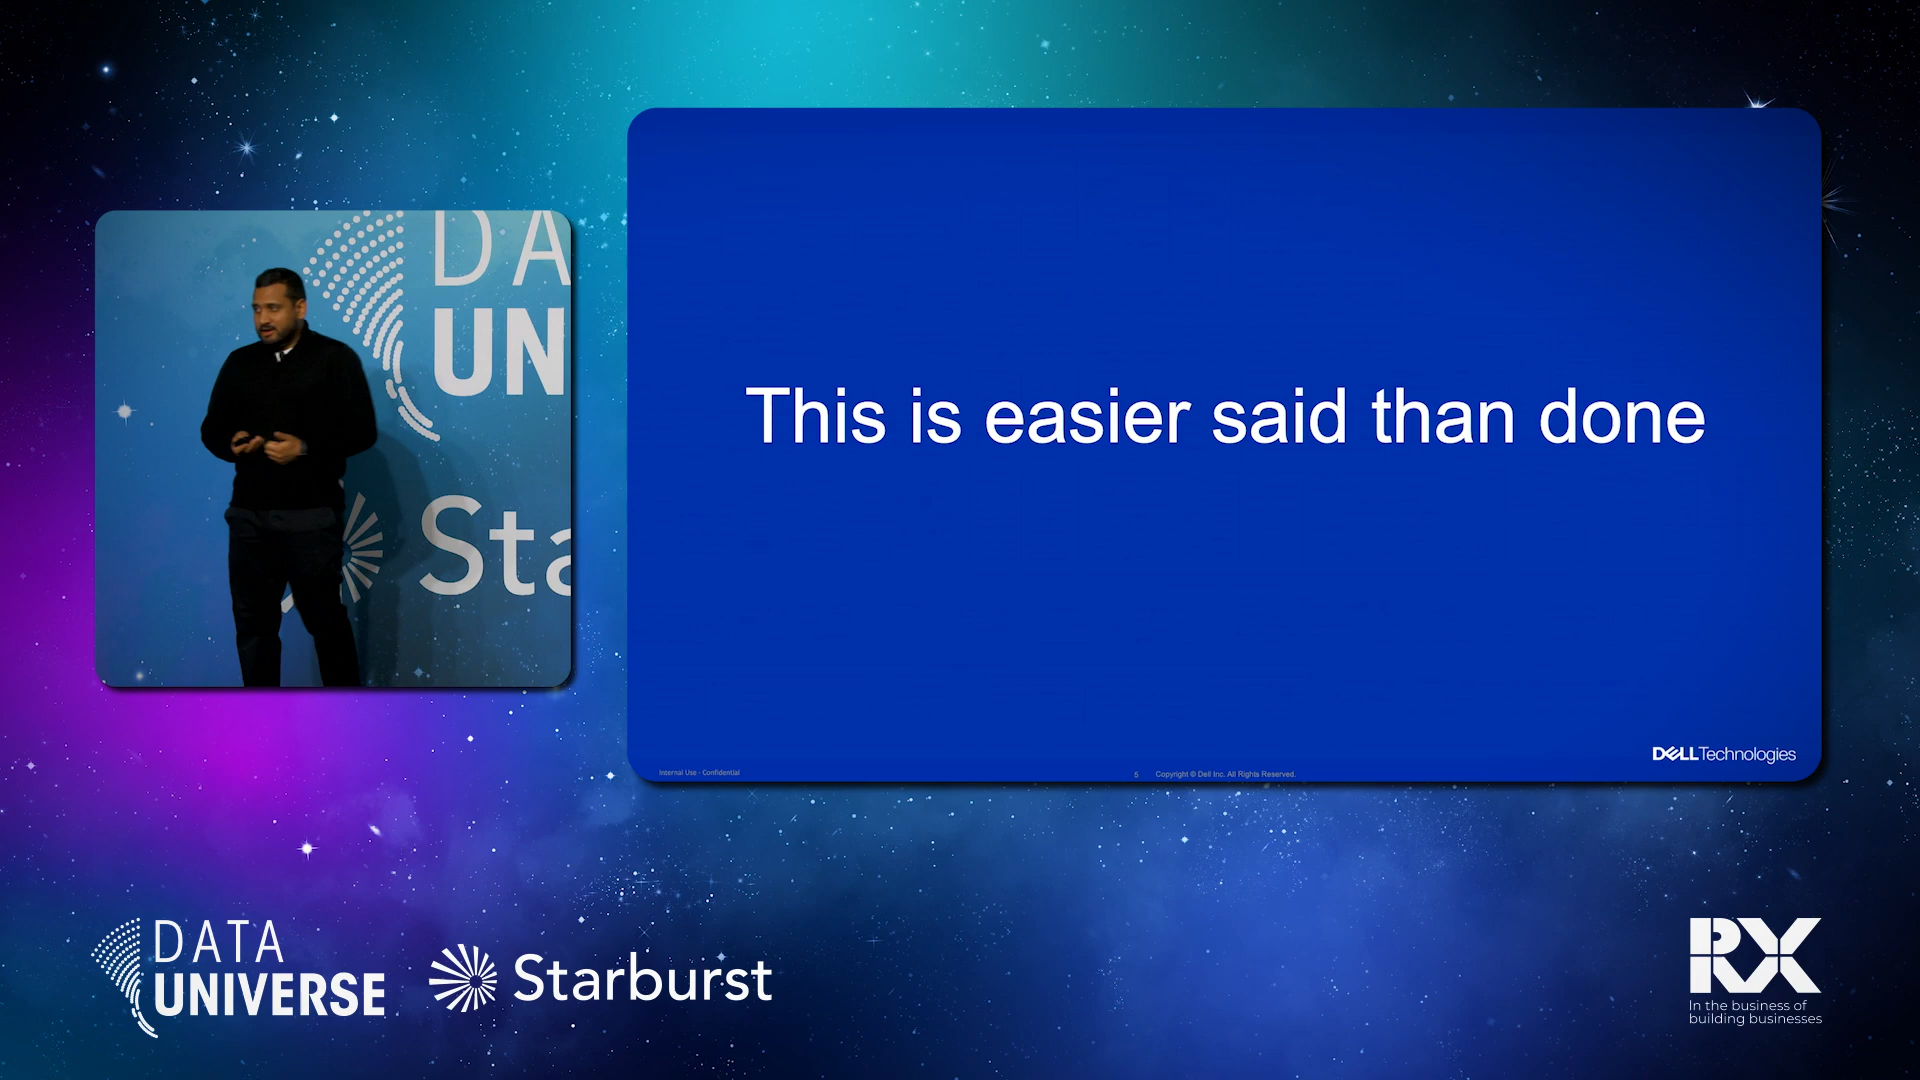 DA
UN
Sta
This is easier said than done
Internal Use - Confidential
5
Copyright © Dell Inc. All Rights Reserved.
DELLTechnologies
DATA
UNIVERSE
Starburst
RX
In the business of
building businesses